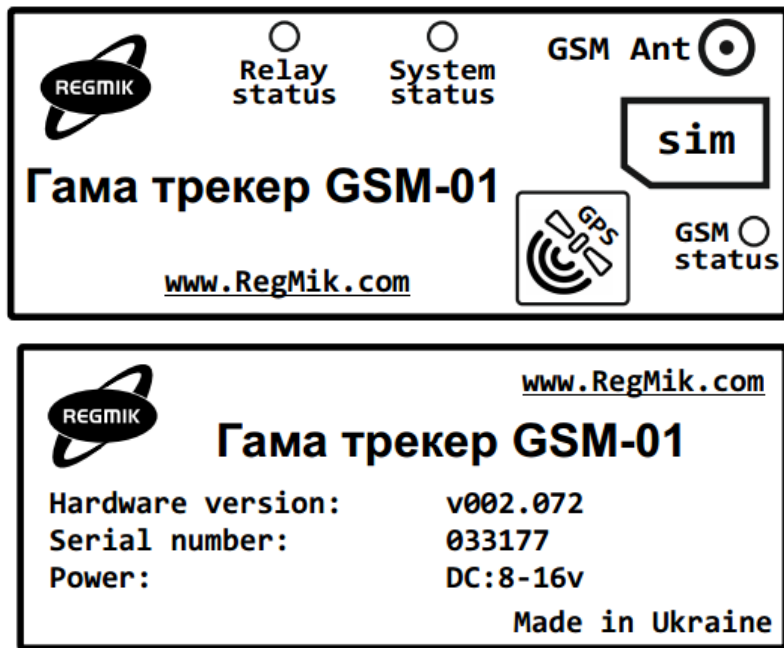 REGMIK
Relay status
System status
GSM Ant
sim
Гама трекер GSM-01
GPS
GSM status
www.RegMik.com
REGMIK
www.RegMik.com
Гама трекер GSM-01
Hardware version: v002.072
Serial number: 033177
Power: DC:8-16v
Made in Ukraine